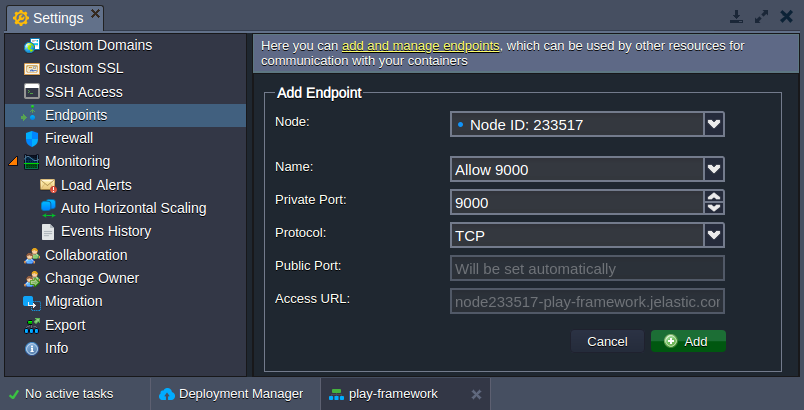 Settings
Custom Domains
Custom SSL
SSH Access
Endpoints
Firewall
Monitoring
Load Alerts
Auto Horizontal Scaling
Events History
Collaboration
Change Owner
Migration
Export
Info
Here you can add and manage endpoints, which can be used by other resources for
communication with your containers
Add Endpoint
Node:
Node ID: 233517
Name:
Allow 9000
Private Port:
9000
Protocol:
TCP
Public Port:
Will be set automatically
Access URL:
node233517-play-framework.jelastic.com
Cancel
Add
No active tasks
Deployment Manager
play-framework